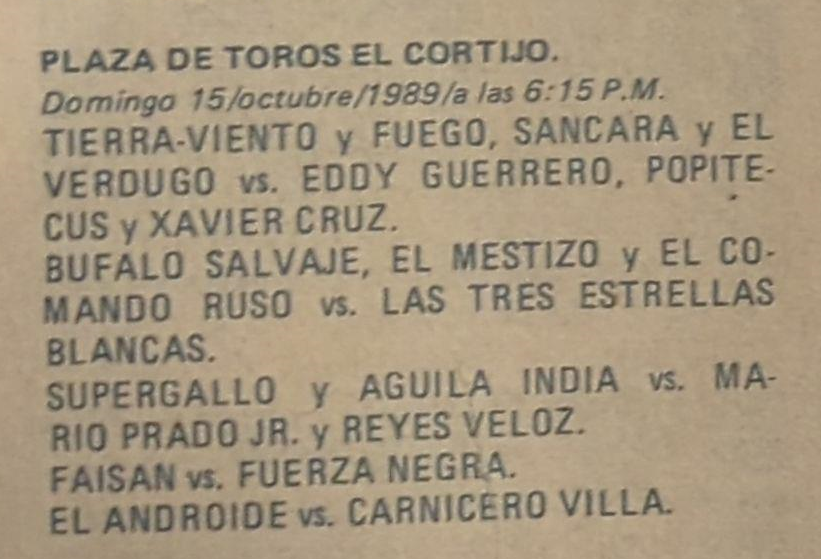 PLAZA DE TOROS EL CORTIJO.
Domingo 15/octubre/1989/a las 6:15 P.M.
TIERRA-VIENTO y FUEGO, SANCARA y EL
VERDUGO vs. EDDY GUERRERO, POPITE-
CUS y XAVIER CRUZ.
BUFALO SALVAJE, EL MESTIZO y EL CO-
MANDO RUSO vs. LAS TRES ESTRELLAS
BLANCAS.
SUPERGALLO y AGUILA INDIA vs. MA-
RIO PRADO JR. y REYES VELOZ.
FAISAN vs. FUERZA NEGRA.
EL ANDROIDE vs. CARNICERO VILLA.